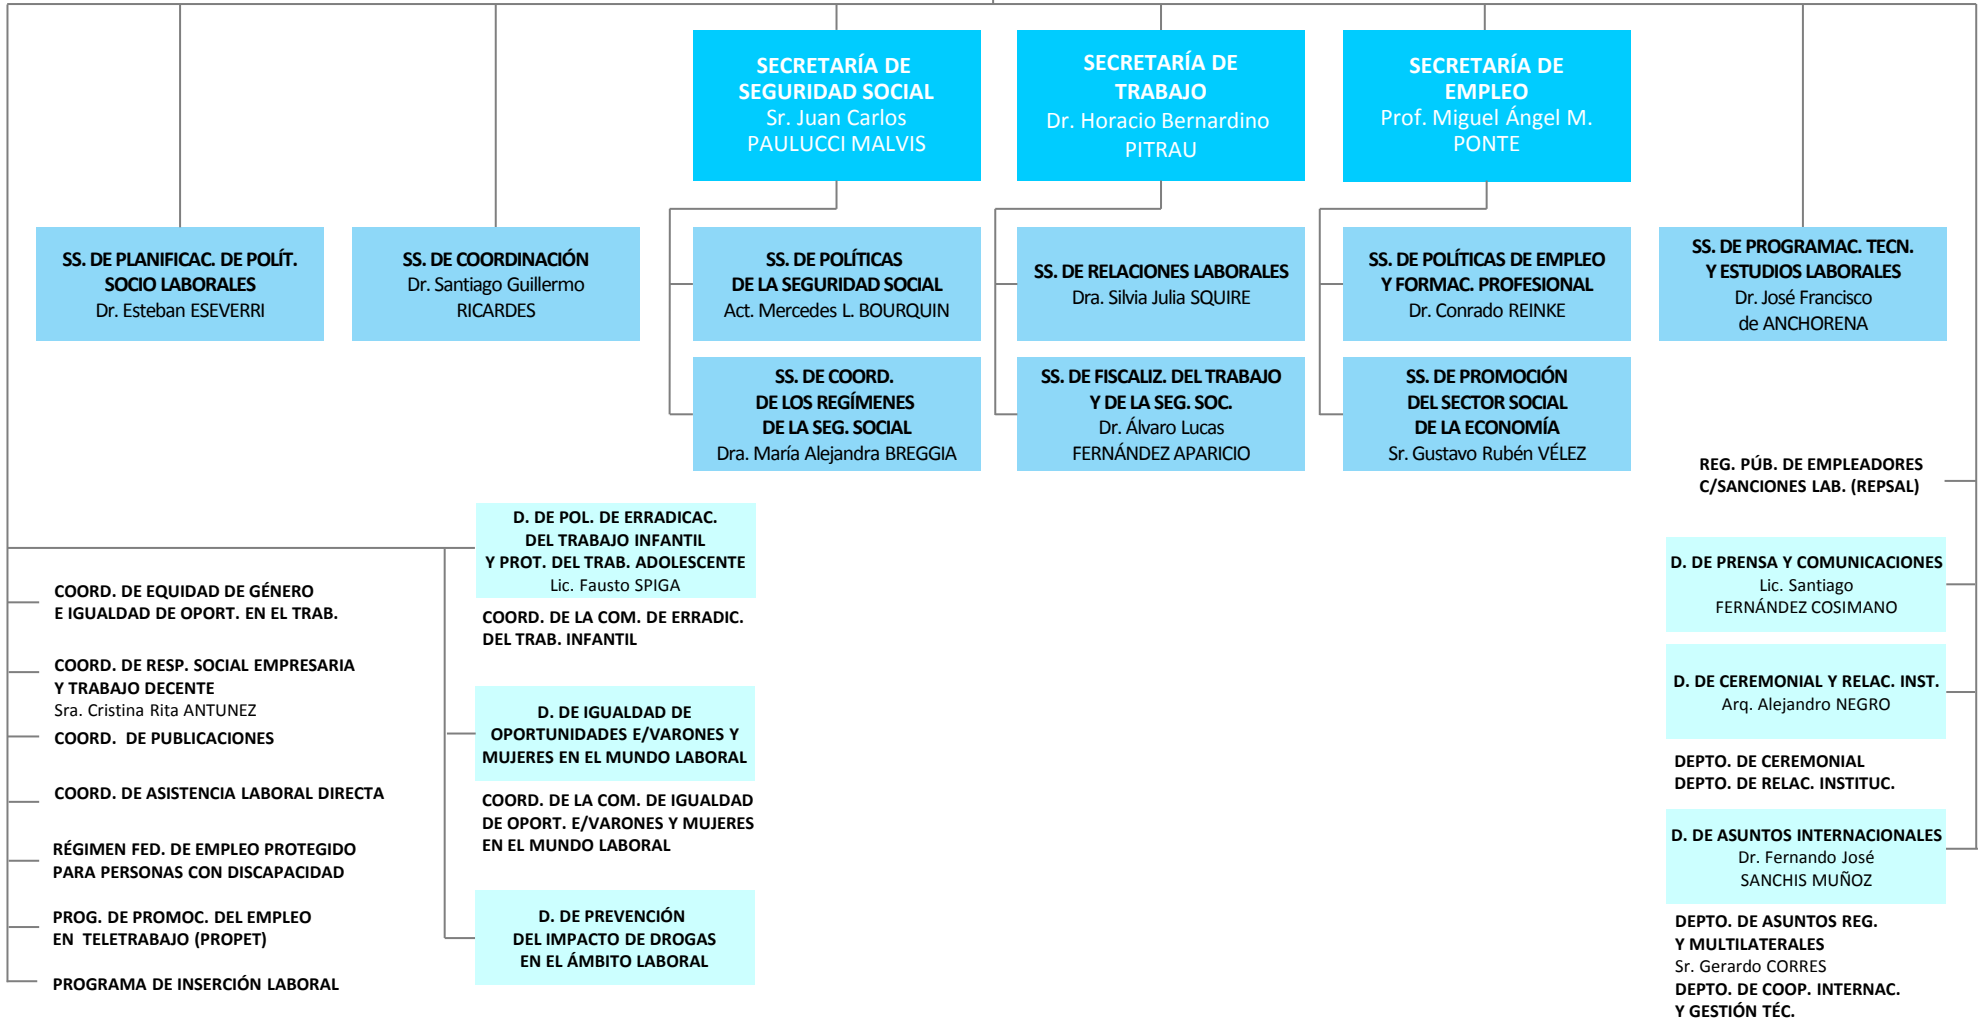 SECRETARÍA DE
SEGURIDAD SOCIAL
Sr. Juan Carlos
PAULUCCI MALVIS
SECRETARÍA DE
TRABAJO
Dr. Horacio Bernardino
PITRAU
SECRETARÍA DE
EMPLEO
Prof. Miguel Ángel M.
PONTE
SS. DE PLANIFICAC. DE POLÍT.
SOCIO LABORALES
Dr. Esteban ESEVERRI
SS. DE COORDINACIÓN
Dr. Santiago Guillermo
RICARDES
SS. DE POLÍTICAS
DE LA SEGURIDAD SOCIAL
Act. Mercedes L. BOURQUIN
SS. DE RELACIONES LABORALES
Dra. Silvia Julia SQUIRE
SS. DE POLÍTICAS DE EMPLEO
Y FORMAC. PROFESIONAL
Dr. Conrado REINKE
SS. DE PROGRAMAC. TECN.
Y ESTUDIOS LABORALES
Dr. José Francisco
de ANCHORENA
SS. DE COORD.
DE LOS REGÍMENES
DE LA SEG. SOCIAL
Dra. María Alejandra BREGGIA
SS. DE FISCALIZ. DEL TRABAJO
Y DE LA SEG. SOC.
Dr. Álvaro Lucas
FERNÁNDEZ APARICIO
SS. DE PROMOCIÓN
DEL SECTOR SOCIAL
DE LA ECONOMÍA
Sr. Gustavo Rubén VÉLEZ
COORD. DE EQUIDAD DE GÉNERO
E IGUALDAD DE OPORT. EN EL TRAB.
COORD. DE RESP. SOCIAL EMPRESARIA
Y TRABAJO DECENTE
Sra. Cristina Rita ANTUNEZ
COORD. DE PUBLICACIONES
COORD. DE ASISTENCIA LABORAL DIRECTA
RÉGIMEN FED. DE EMPLEO PROTEGIDO
PARA PERSONAS CON DISCAPACIDAD
PROG. DE PROMOC. DEL EMPLEO
EN TELETRABAJO (PROPET)
PROGRAMA DE INSERCIÓN LABORAL
D. DE POL. DE ERRADICAC.
DEL TRABAJO INFANTIL
Y PROT. DEL TRAB. ADOLESCENTE
Lic. Fausto SPIGA
COORD. DE LA COM. DE ERRADIC.
DEL TRAB. INFANTIL
D. DE IGUALDAD DE
OPORTUNIDADES E/VARONES Y
MUJERES EN EL MUNDO LABORAL
COORD. DE LA COM. DE IGUALDAD
DE OPORT. E/VARONES Y MUJERES
EN EL MUNDO LABORAL
D. DE PREVENCIÓN
DEL IMPACTO DE DROGAS
EN EL ÁMBITO LABORAL
REG. PÚB. DE EMPLEADORES
C/SANCIONES LAB. (REPSAL)
D. DE PRENSA Y COMUNICACIONES
Lic. Santiago
FERNÁNDEZ COSIMANO
D. DE CEREMONIAL Y RELAC. INST.
Arq. Alejandro NEGRO
DEPTO. DE CEREMONIAL
DEPTO. DE RELAC. INSTITUC.
D. DE ASUNTOS INTERNACIONALES
Dr. Fernando José
SANCHIS MUÑOZ
DEPTO. DE ASUNTOS REG.
Y MULTILATERALES
Sr. Gerardo CORRES
DEPTO. DE COOP. INTERNAC.
Y GESTIÓN TÉC.